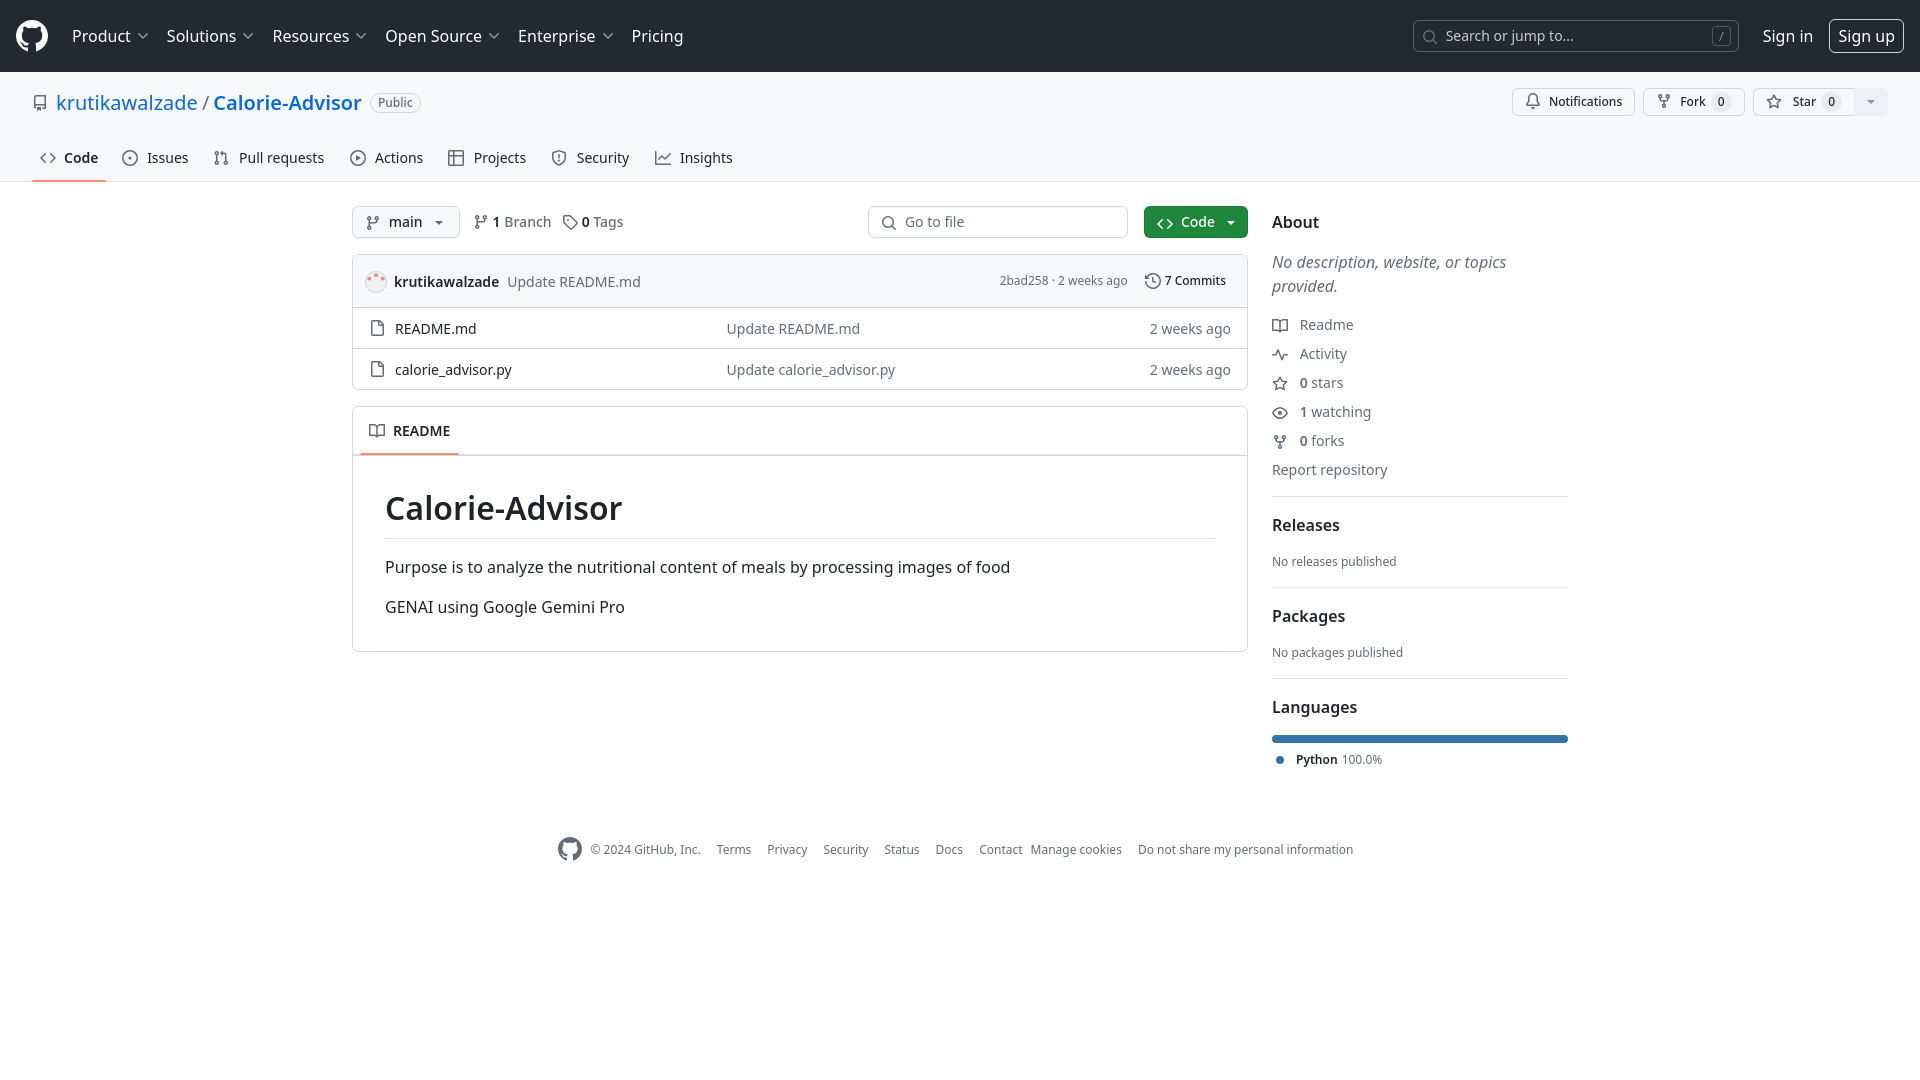 Product Solutions Resources Open Source Enterprise Pricing Search or jump to... / Sign in Sign up
krutikawalzade / Calorie-Advisor Public Notifications Fork 0 Star 0
Code Issues Pull requests Actions Projects Security Insights
main 1 Branch 0 Tags Go to file Code
krutikawalzade Update README.md 2bad258 · 2 weeks ago 7 Commits
README.md Update README.md 2 weeks ago
calorie_advisor.py Update calorie_advisor.py 2 weeks ago
README
Calorie-Advisor
Purpose is to analyze the nutritional content of meals by processing images of food
GENAI using Google Gemini Pro
About
No description, website, or topics
provided.
Readme
Activity
0 stars
1 watching
0 forks
Report repository
Releases
No releases published
Packages
No packages published
Languages
Python 100.0%
© 2024 GitHub, Inc. Terms Privacy Security Status Docs Contact Manage cookies Do not share my personal information